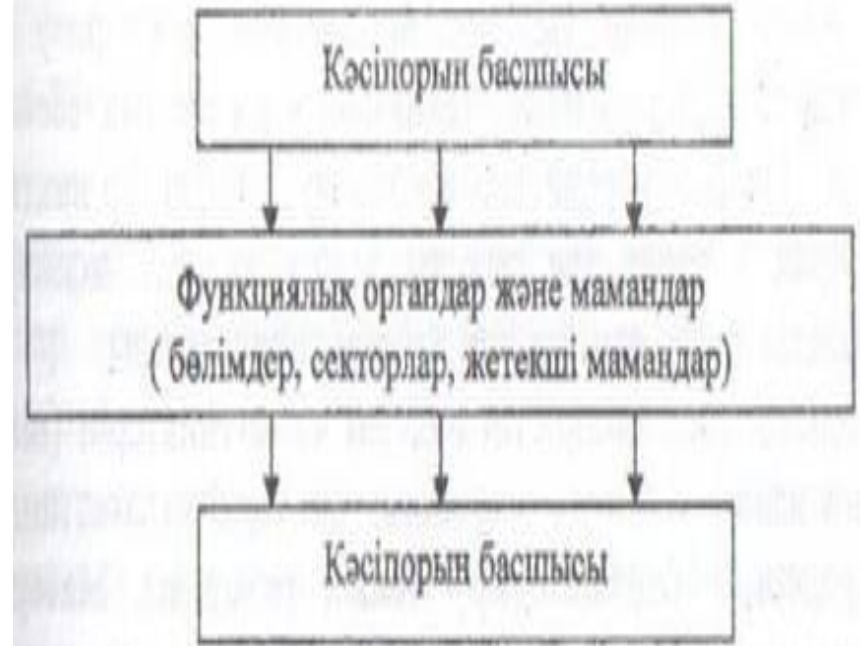 Кәсіпорын басшысы
Функциялық органдар және мамандар
( бөлімдер, секторлар, жетекші мамандар)
Кәсіпорын басшысы